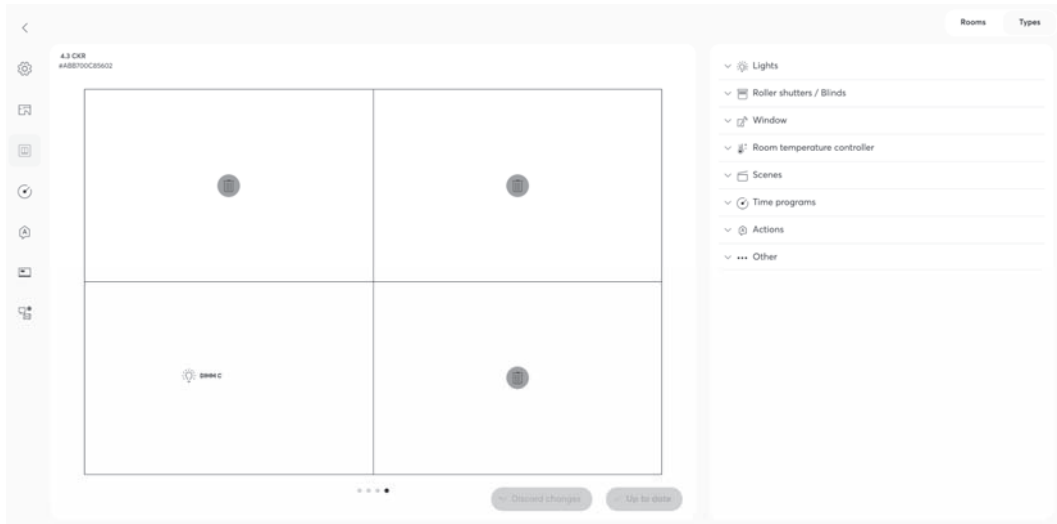 Rooms Types
4.3 CKR
#ABB700C85602
Lights
Roller shutters / Blinds
Window
Room temperature controller
Scenes
Time programs
Actions
Other
DIMM C
Discard changes Up to date